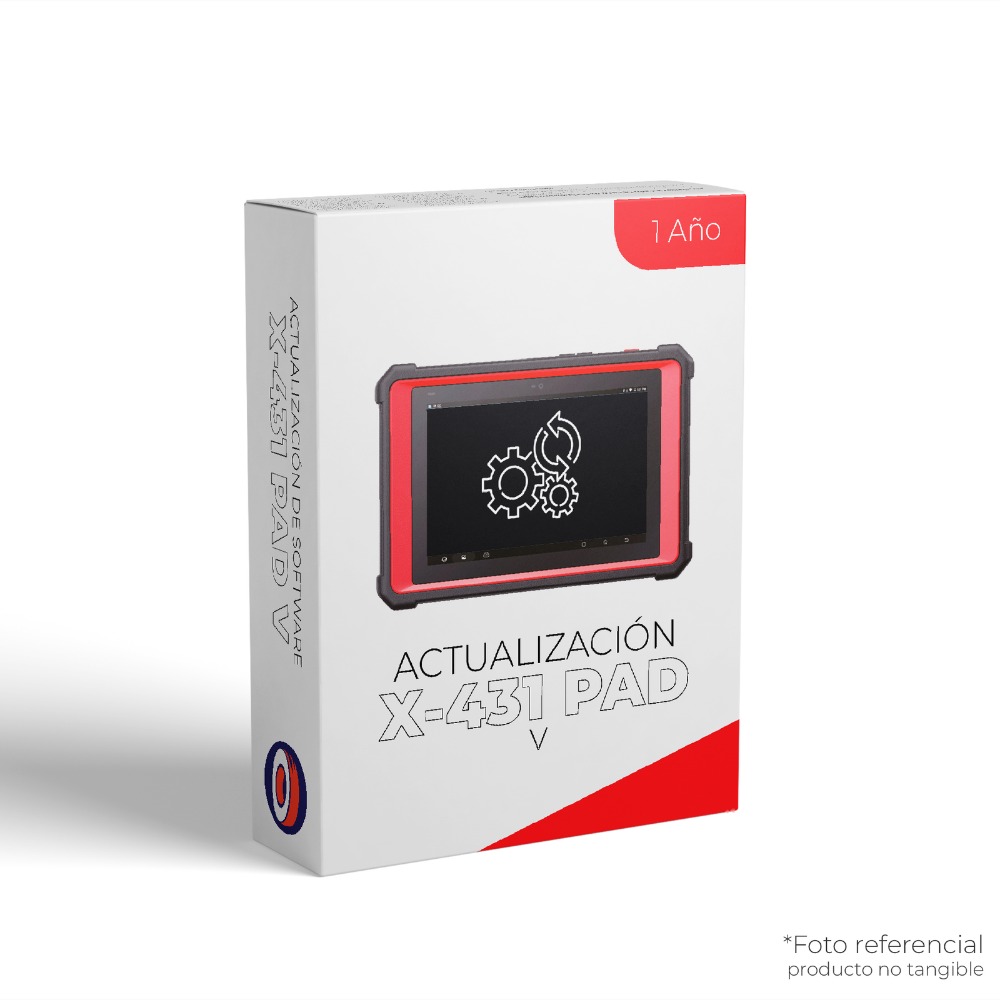 1 Año
ACTUALIZACIÓN
X-431 PAD
V
ACTUALIZACIÓN DE SOFTWARE
X-431 PAD V
*Foto referencial
producto no tangible